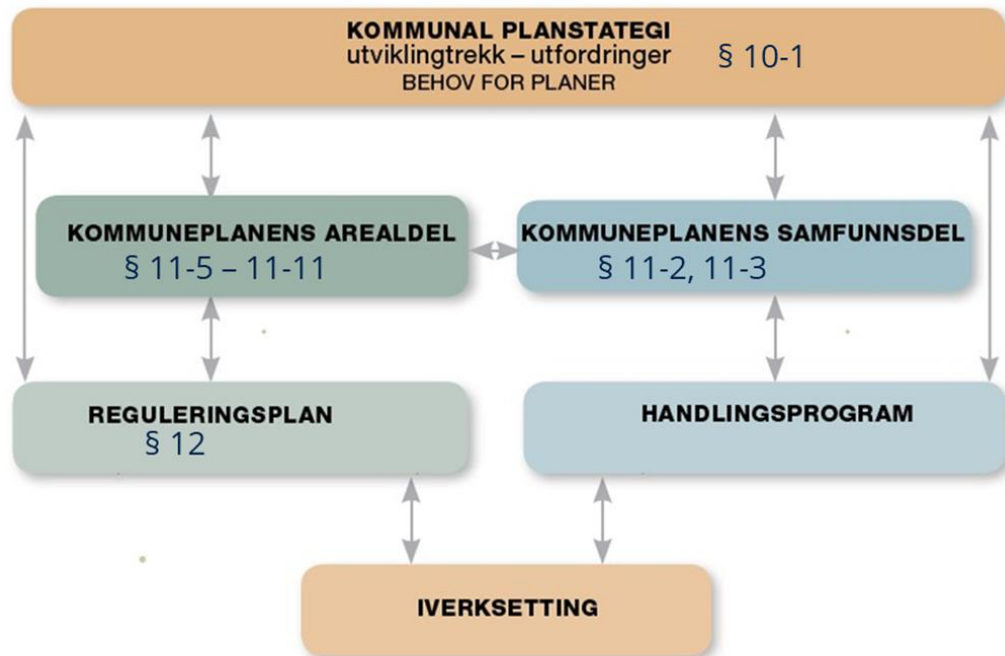 KOMMUNAL PLANSTATEGI
utviklingtrekk – utfordringer § 10-1
BEHOV FOR PLANER
KOMMUNEPLANENS AREALDEL
§ 11-5 – 11-11
KOMMUNEPLANENS SAMFUNNSDEL
§ 11-2, 11-3
REGULERINGSPLAN
§ 12
HANDLINGSPROGRAM
IVERKSETTING